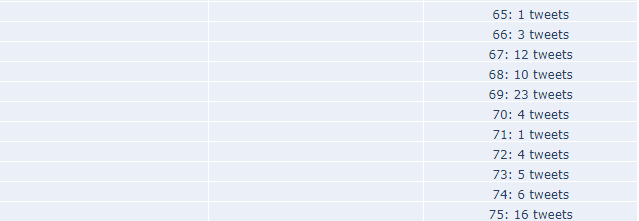 65: 1 tweets
66: 3 tweets
67: 12 tweets
68: 10 tweets
69: 23 tweets
70: 4 tweets
71: 1 tweets
72: 4 tweets
73: 5 tweets
74: 6 tweets
75: 16 tweets